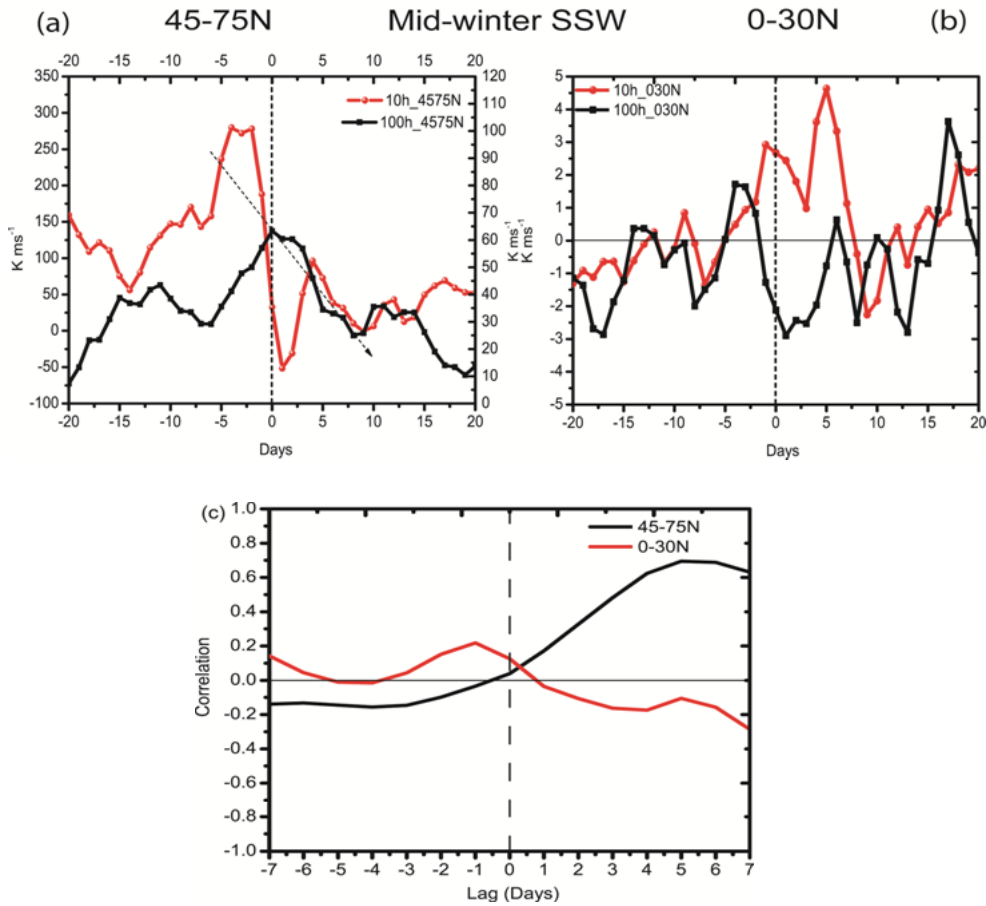 (a) 45-75N Mid-winter SSW 0-30N (b)
-20 -15 -10 -5 0 5 10 15 20
350 300 250 200 150 100 50 0 -50 -100
K ms⁻¹
10h_4575N
100h_4575N
120 110 100 90 80 70 60 50 40 30 20 10 0
K ms⁻¹
-20 -15 -10 -5 0 5 10 15 20
Days
5 4 3 2 1 0 -1 -2 -3 -4 -5
K ms⁻¹
10h_030N
100h_030N
-20 -15 -10 -5 0 5 10 15 20
Days
(c)
1.0 0.8 0.6 0.4 0.2 0.0 -0.2 -0.4 -0.6 -0.8 -1.0
Correlation
45-75N
0-30N
-7 -6 -5 -4 -3 -2 -1 0 1 2 3 4 5 6 7
Lag (Days)